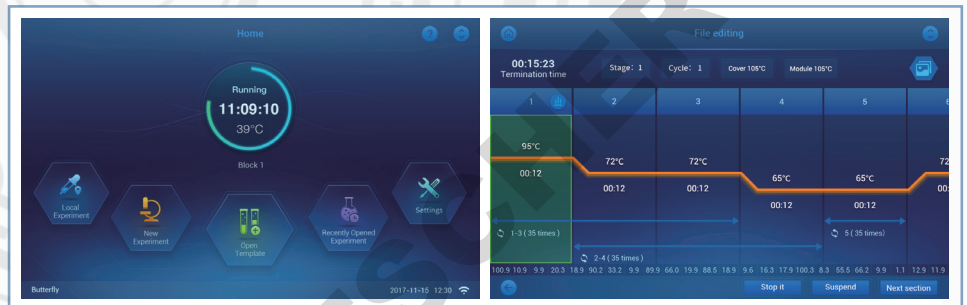 Home
Running
11:09:10
39°C
Block 1
Local
Experiment
New
Experiment
Open
Template
Recently Opened
Experiment
Settings
Butterfly
2017-11-15 12:30
File editing
00:15:23
Termination time
Stage: 1
Cycle: 1
Cover 105°C
Module 105°C
1 2 3 4 5 6
95°C
00:12
72°C
00:12
72°C
00:12
65°C
00:12
65°C
00:12
72
00:
1-3 ( 35 times )
5 ( 35 times)
2-4 ( 35 times )
100.9 10.9 9.9 20.3 18.9 90.2 33.2 9.9 89.9 66.0 19.9 88.5 18.9 9.6 16.3 17.9 100.3 8.3 55.5 66.2 9.9 1.1 12.9 11.9
Stop it
Suspend
Next section
SCHER